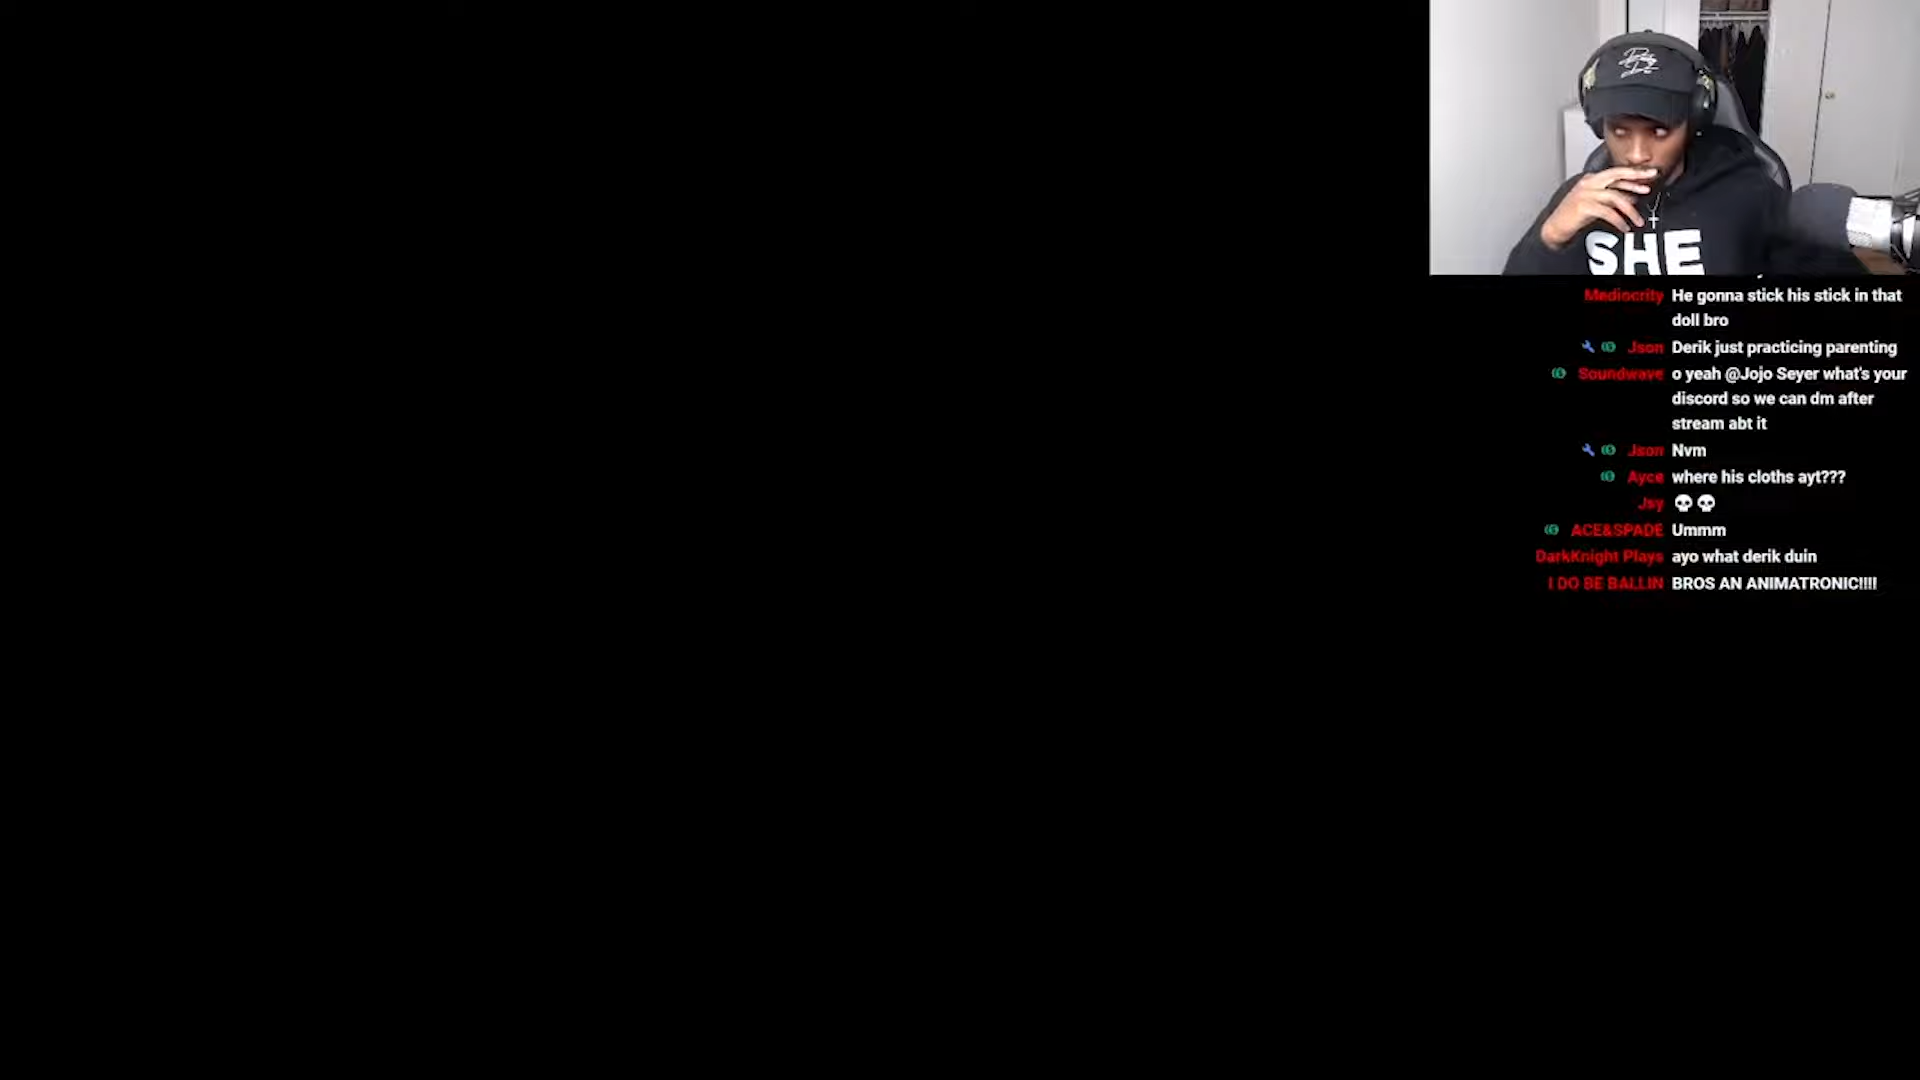 SHE
Mediocrity He gonna stick his stick in that
doll bro
Json Derik just practicing parenting
Soundwave o yeah @Jojo Seyer what's your
discord so we can dm after
stream abt it
Json Nvm
Ayce where his cloths ayt???
Jsy 💀💀
ACE&SPADE Ummm
DarkKnight Plays ayo what derik duin
I DO BE BALLIN BROS AN ANIMATRONIC!!!!